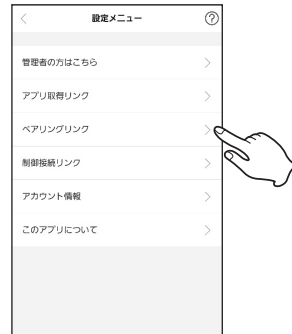 設定メニュー
管理者の方はこちら
アプリ取得リンク
ペアリングリンク
制御接続リンク
アカウント情報
このアプリについて